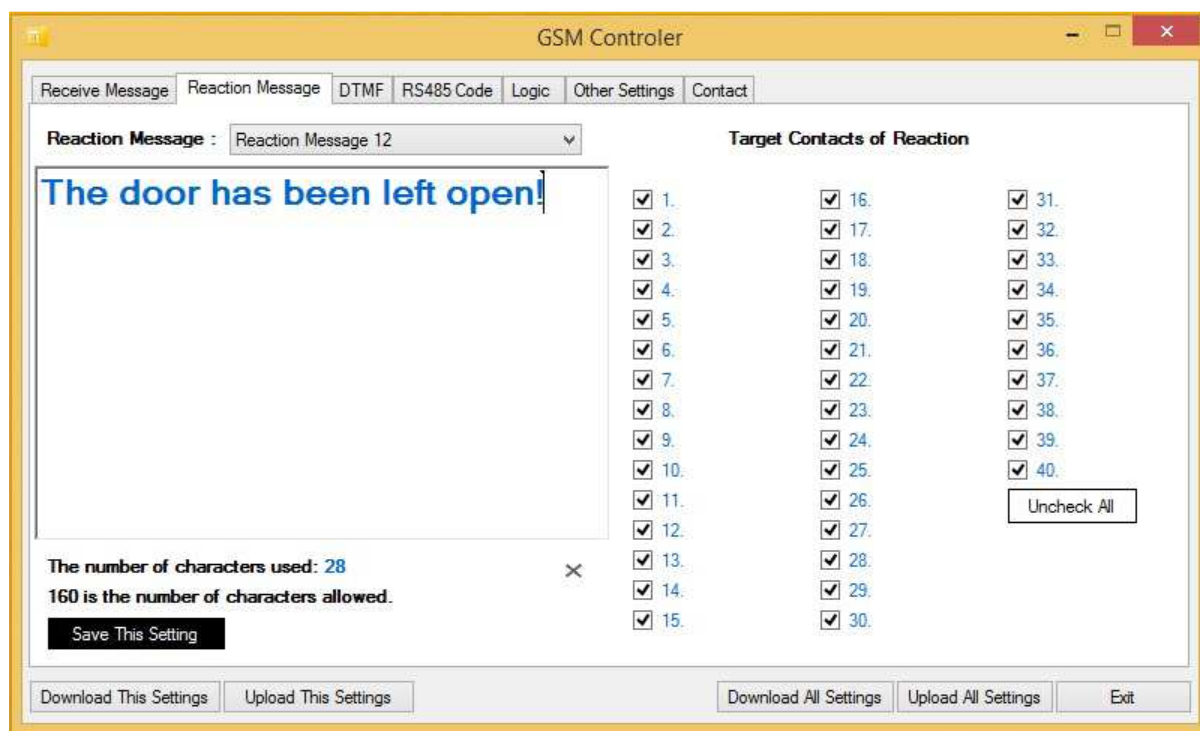 GSM Controler
Receive Message Reaction Message DTMF RS485 Code Logic Other Settings Contact
Reaction Message : Reaction Message 12
Target Contacts of Reaction
The door has been left open!
1. 16. 31.
2. 17. 32.
3. 18. 33.
4. 19. 34.
5. 20. 35.
6. 21. 36.
7. 22. 37.
8. 23. 38.
9. 24. 39.
10. 25. 40.
11. 26. Uncheck All
12. 27.
13. 28.
14. 29.
15. 30.
The number of characters used: 28
160 is the number of characters allowed.
Save This Setting
Download This Settings Upload This Settings Download All Settings Upload All Settings Exit